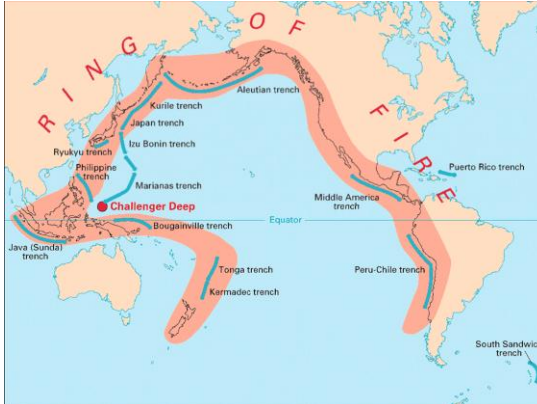 RING OF FIRE
Aleutian trench
Kurile trench
Japan trench
Izu Bonin trench
Ryukyu trench
Philippine
trench
Marianas trench
Challenger Deep
Bougainville trench
Equator
Java (Sunda)
trench
Tonga trench
Kermadec trench
Puerto Rico trench
Middle America
trench
Peru-Chile trench
South Sandwic
trench